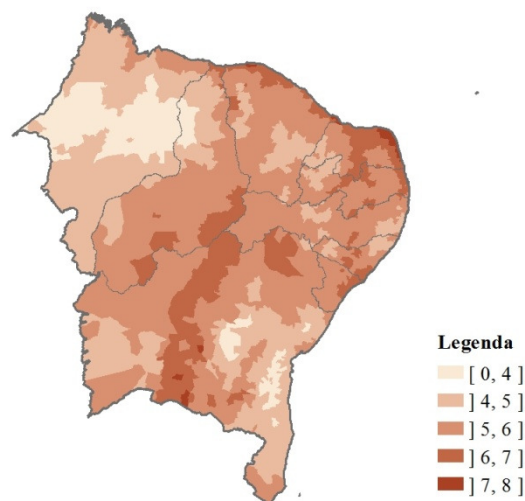 Legenda
[ 0, 4 ]
] 4, 5 ]
] 5, 6 ]
] 6, 7 ]
] 7, 8 ]